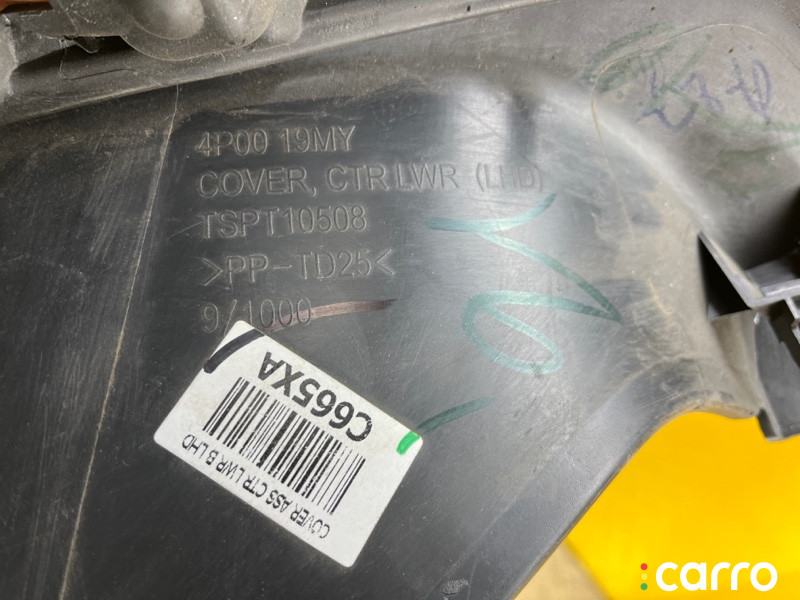 4P00 19MY
COVER, CTR LWR (LHD)
TSPT10508
>PP-TD25<
9/1000
C665XA
COVER ASS CTR LWR B LHD
carro